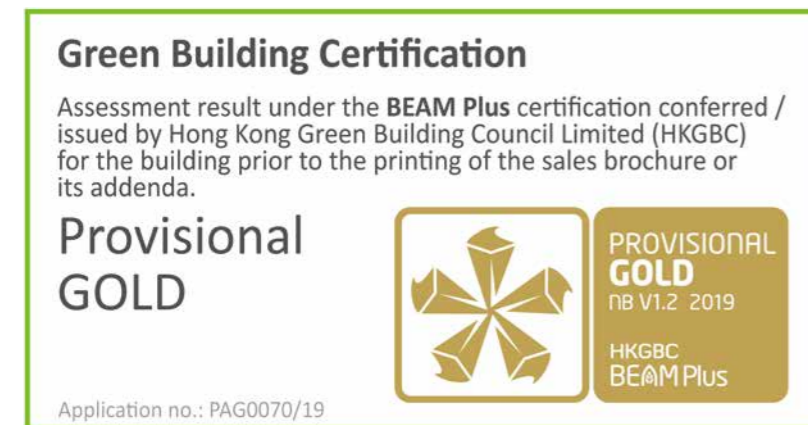 Green Building Certification
Assessment result under the BEAM Plus certification conferred /
issued by Hong Kong Green Building Council Limited (HKGBC)
for the building prior to the printing of the sales brochure or
its addenda.
Provisional
GOLD
PROVISIONAL
GOLD
NB V1.2 2019
HKGBC
BEAM Plus
Application no.: PAG0070/19